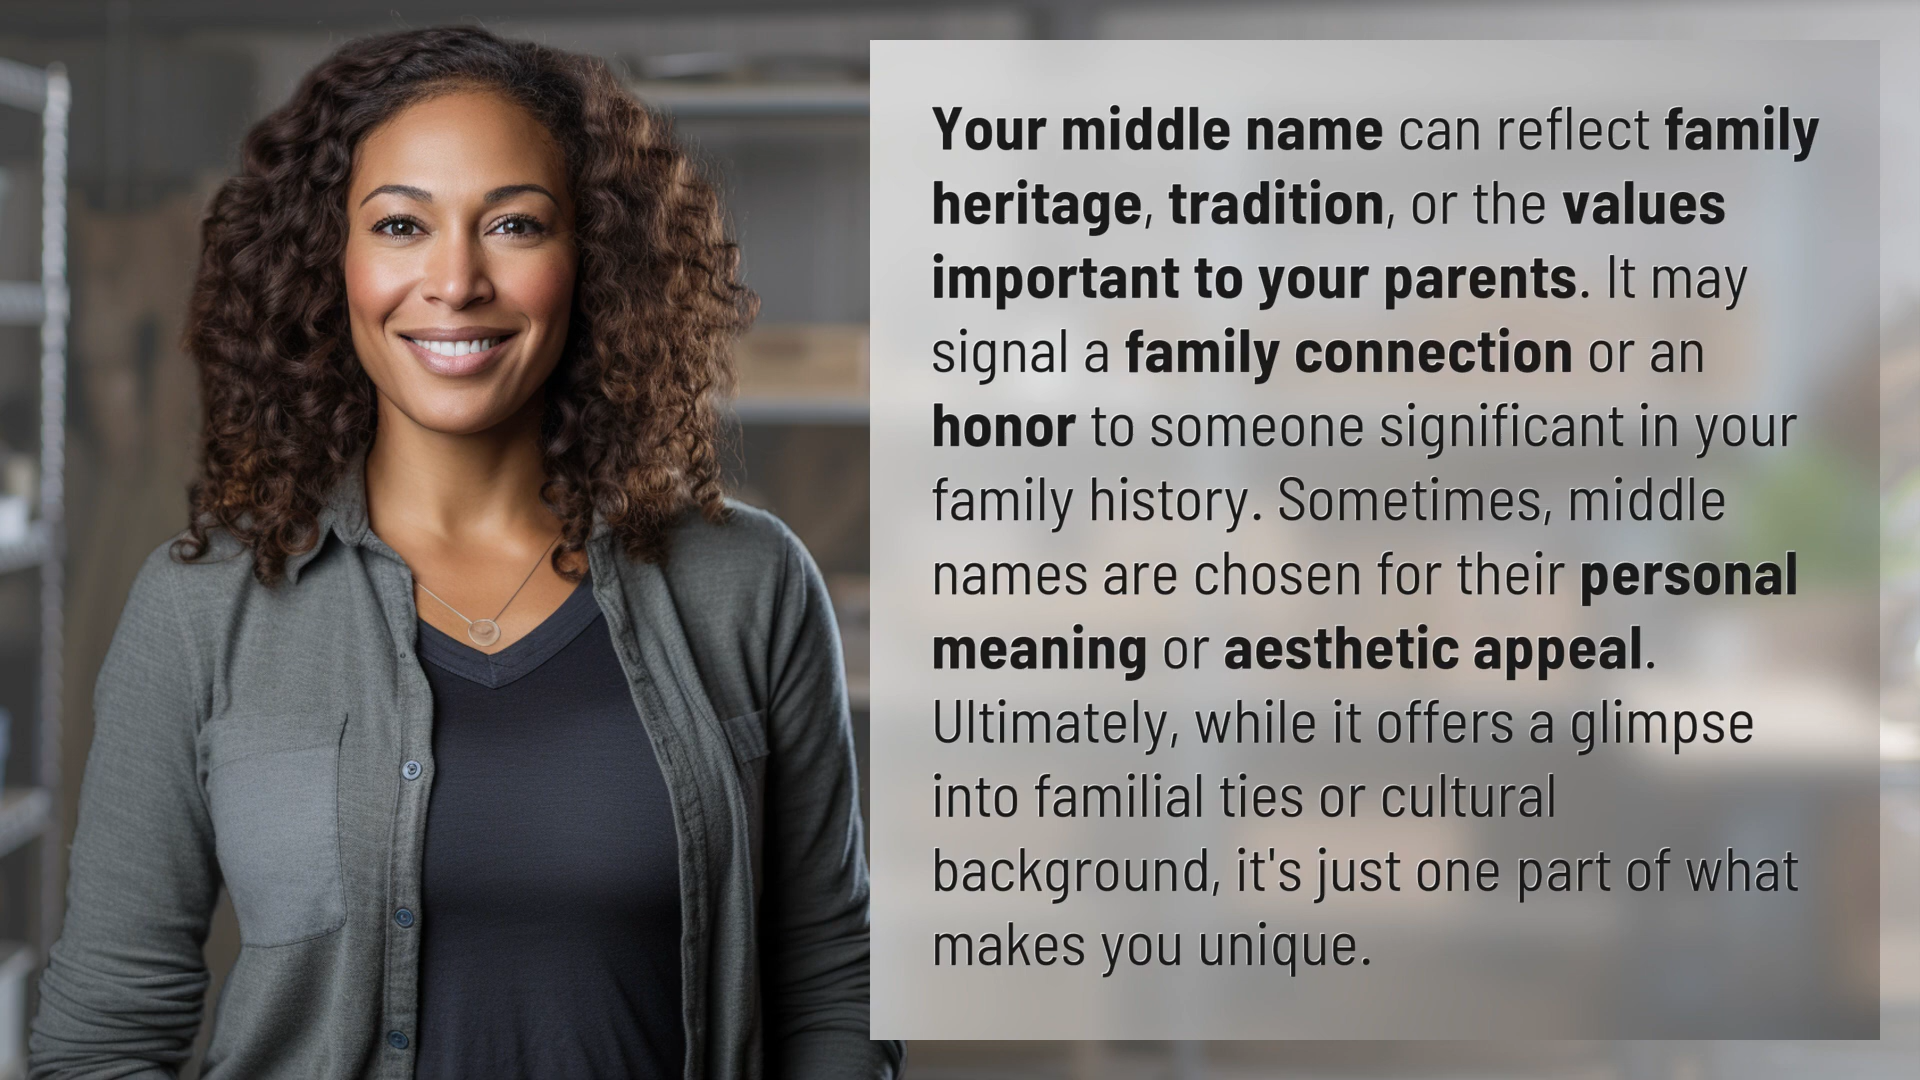 Your middle name can reflect family
heritage, tradition, or the values
important to your parents. It may
signal a family connection or an
honor to someone significant in your
family history. Sometimes, middle
names are chosen for their personal
meaning or aesthetic appeal.
Ultimately, while it offers a glimpse
into familial ties or cultural
background, it's just one part of what
makes you unique.